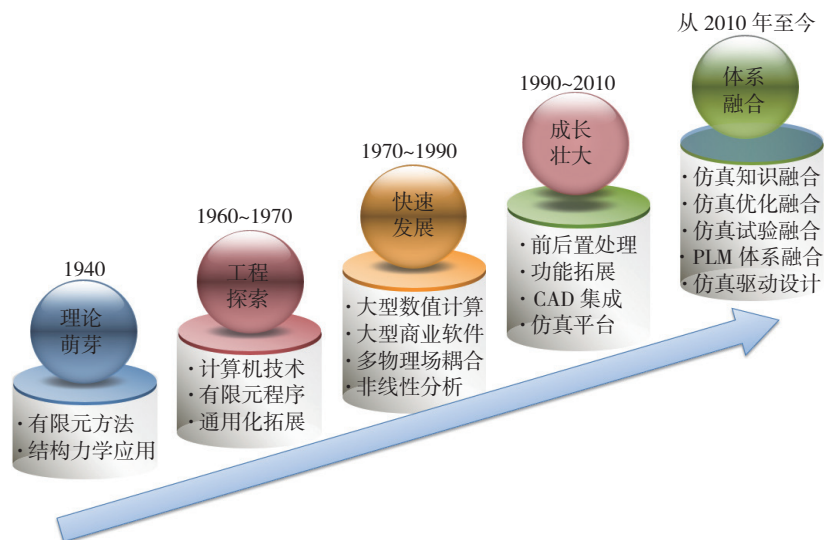 1940
理论
萌芽
· 有限元方法
· 结构力学应用
1960~1970
工程
探索
· 计算机技术
· 有限元程序
· 通用化拓展
1970~1990
快速
发展
· 大型数值计算
· 大型商业软件
· 多物理场耦合
· 非线性分析
1990~2010
成长
壮大
· 前后置处理
· 功能拓展
· CAD 集成
· 仿真平台
从 2010 年至今
体系
融合
· 仿真知识融合
· 仿真优化融合
· 仿真试验融合
· PLM 体系融合
· 仿真驱动设计